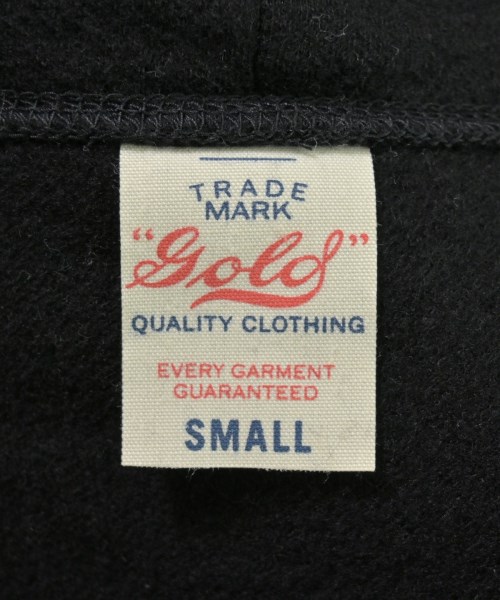 TRADE
MARK
"Gold"
QUALITY CLOTHING
EVERY GARMENT
GUARANTEED
SMALL